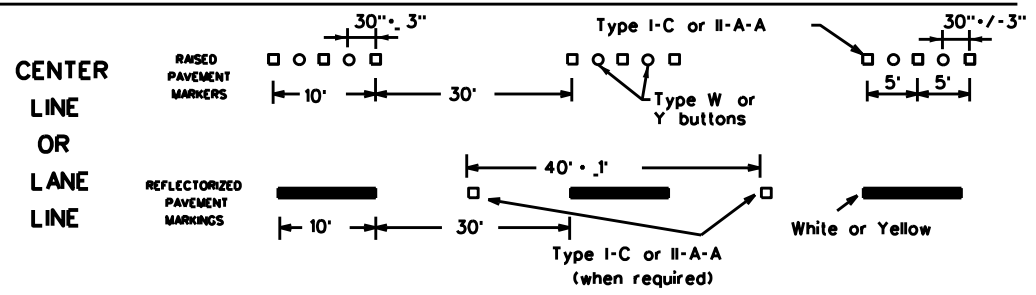 CENTER
LINE
OR
LANE
LINE
RAISED
PAVEMENT
MARKERS
30"•_ 3"
10'
30'
Type I-C or II-A-A
Type W or
Y buttons
30"•/-3"
5'
5'
REFLECTORIZED
PAVEMENT
MARKINGS
10'
30'
40' •_1'
Type I-C or II-A-A
(when required)
White or Yellow